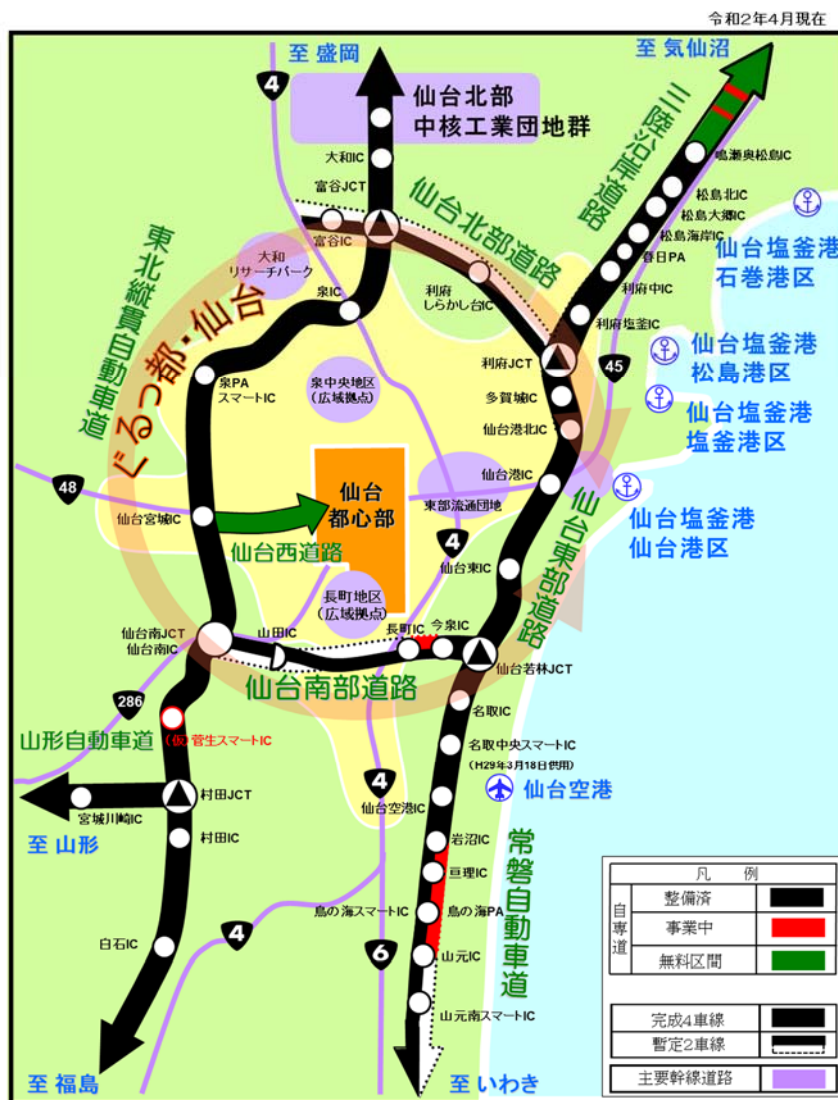 令和2年4月現在
至 盛岡
至 気仙沼
4
仙台北部
中核工業団地群
三陸沿岸道路
大和IC
鳴瀬奥松島IC
富谷JCT
仙台北部道路
松島北IC
松島大郷IC
富谷IC
松島海岸IC
仙台塩釜港
石巻港区
東北縦貫自動車道
大和
リサーチパーク
春日PA
利府
しらかし台IC
利府中IC
泉IC
利府塩釜IC
ぐるっ都・仙台
仙台塩釜港
松島港区
利府JCT
45
泉PA
スマートIC
泉中央地区
(広域拠点)
多賀城IC
仙台塩釜港
塩釜港区
仙台港北IC
48
仙台
都心部
仙台港IC
東部流通団地
仙台宮城IC
仙台塩釜港
仙台港区
仙台西道路
4
仙台東IC
仙台東部道路
長町地区
(広域拠点)
仙台南JCT
仙台南IC
山田IC
長町IC
今泉IC
仙台若林JCT
仙台南部道路
286
名取IC
山形自動車道
(仮)菅生スマートIC
名取中央スマートIC
(H29年3月18日供用)
4
村田JCT
仙台空港IC
仙台空港
宮城川崎IC
至 山形
村田IC
岩沼IC
常磐自動車道
亘理IC
鳥の海スマートIC
鳥の海PA
4
白石IC
6
山元IC
山元南スマートIC
至 福島
至 いわき
凡 例
自専道
整備済
事業中
無料区間
完成4車線
暫定2車線
主要幹線道路